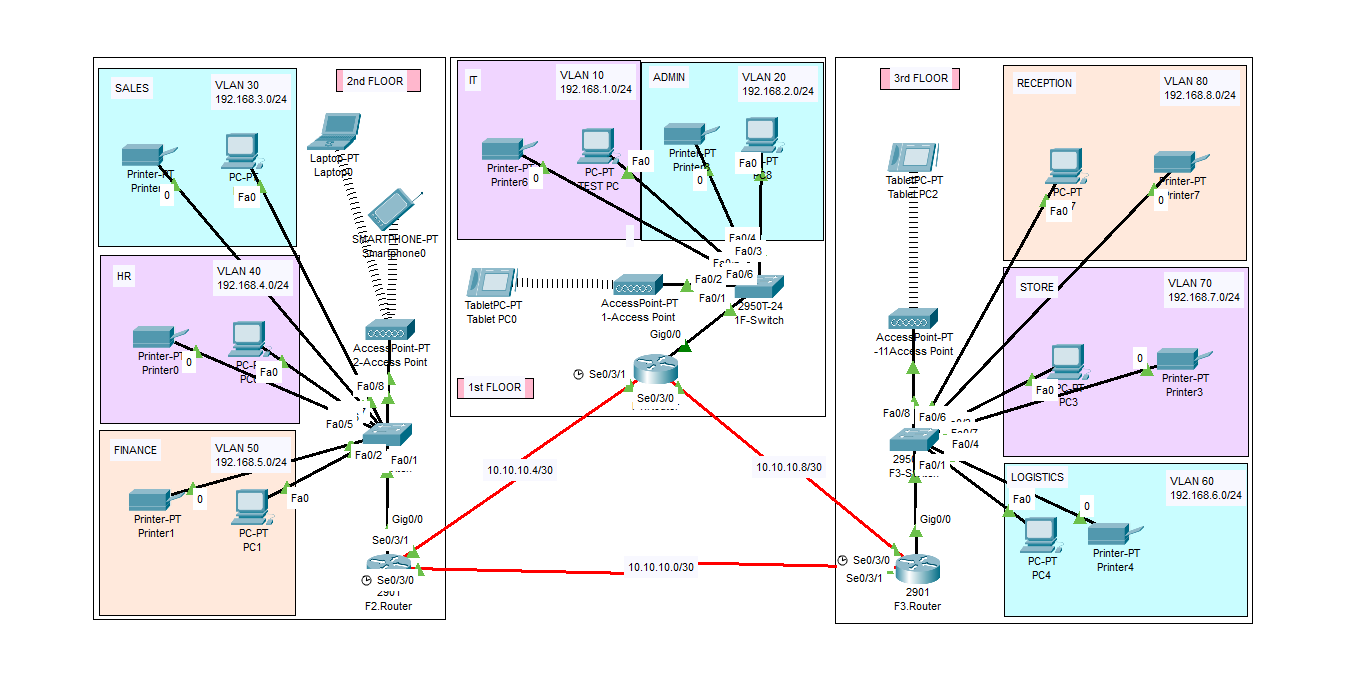 SALES
VLAN 30
192.168.3.0/24
2nd FLOOR
Printer-PT
Printer
0
PC-PT
Fa0
Laptop-PT
Laptop0
SMARTPHONE-PT
Smartphone0
HR
VLAN 40
192.168.4.0/24
Printer-PT
Printer0
0
Fa0
AccessPoint-PT
2-Access Point
Fa0/8
Fa0/5
Fa0/2
Fa0/1
FINANCE
VLAN 50
192.168.5.0/24
Printer-PT
Printer1
0
PC-PT
PC1
Fa0
Gig0/0
Se0/3/1
Se0/3/0
2901
F2.Router
IT
VLAN 10
192.168.1.0/24
Printer-PT
Printer6
0
PC-PT
TEST PC
Fa0
ADMIN
VLAN 20
192.168.2.0/24
Printer-PT
0
Fa0
-PT
Fa0/4
Fa0/3
Fa0/6
Fa0/2
Fa0/1
TabletPC-PT
Tablet PC0
AccessPoint-PT
1-Access Point
2950T-24
1F-Switch
Gig0/0
Se0/3/1
Se0/3/0
1st FLOOR
10.10.10.4/30
10.10.10.8/30
10.10.10.0/30
3rd FLOOR
TabletPC-PT
Tablet PC2
AccessPoint-PT
-11Access Point
RECEPTION
VLAN 80
192.168.8.0/24
PC-PT
7
Fa0
Printer-PT
Printer7
0
STORE
VLAN 70
192.168.7.0/24
PC-PT
PC3
Fa0
0
Printer-PT
Printer3
Fa0/8
Fa0/6
Fa0/4
Fa0/1
LOGISTICS
VLAN 60
192.168.6.0/24
Fa0
0
PC-PT
PC4
Printer-PT
Printer4
Gig0/0
Se0/3/0
Se0/3/1
2901
F3.Router